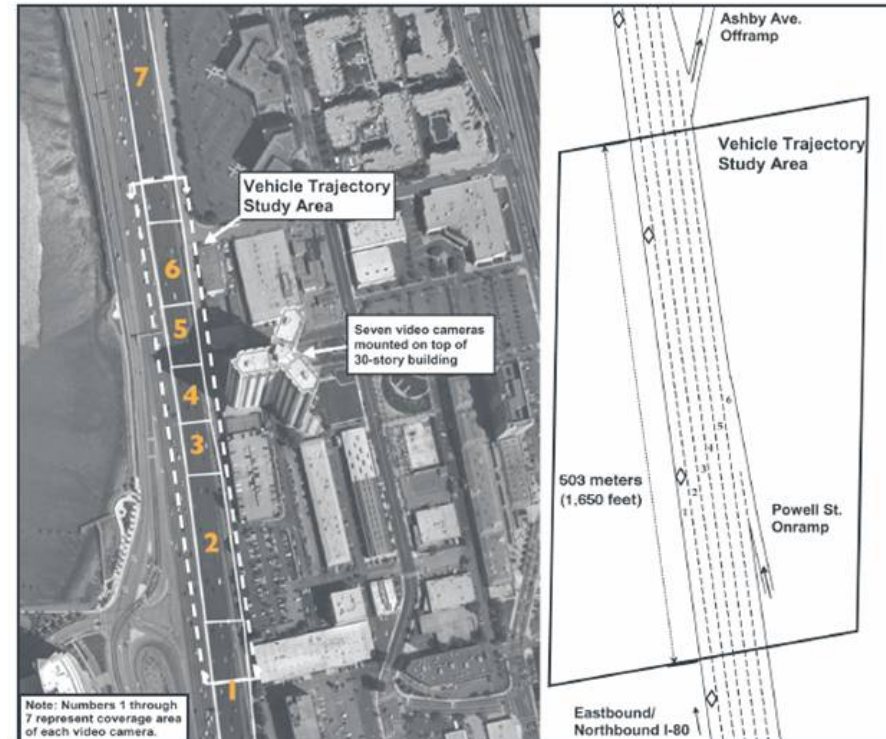 7
Vehicle Trajectory
Study Area
6
5
Seven video cameras
mounted on top of
30-story building
4
3
2
1
Note: Numbers 1 through
7 represent coverage area
of each video camera.
Ashby Ave.
Offramp
Vehicle Trajectory
Study Area
503 meters
(1,650 feet)
1 2 3 4 5 6
Powell St.
Onramp
Eastbound/
Northbound I-80